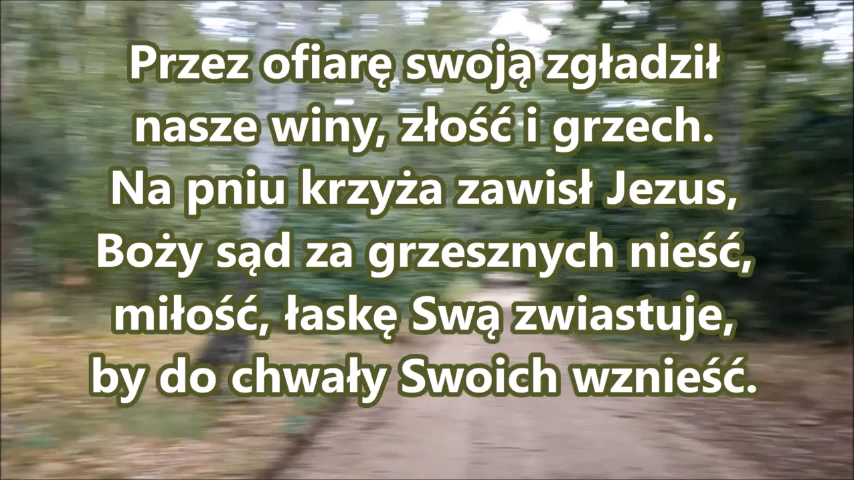 Przez ofiarę swoją zgładził
nasze winy, złość i grzech.
Na pniu krzyża zawisł Jezus,
Boży sąd za grzesznych nieść,
miłość, łaskę Swą zwiastuje,
by do chwały Swoich wznieść.